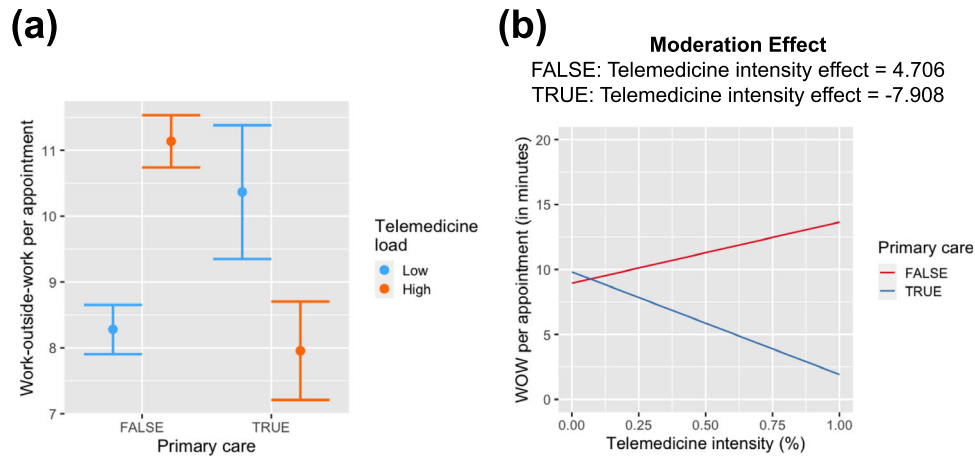 (a)
Work-outside-work per appointment
11
10
9
8
7
FALSE
TRUE
Primary care
Telemedicine
load
Low
High
(b)
Moderation Effect
FALSE: Telemedicine intensity effect = 4.706
TRUE: Telemedicine intensity effect = -7.908
WOW per appointment (in minutes)
20
15
10
5
0
0.00
0.25
0.50
0.75
1.00
Telemedicine intensity (%)
Primary care
FALSE
TRUE